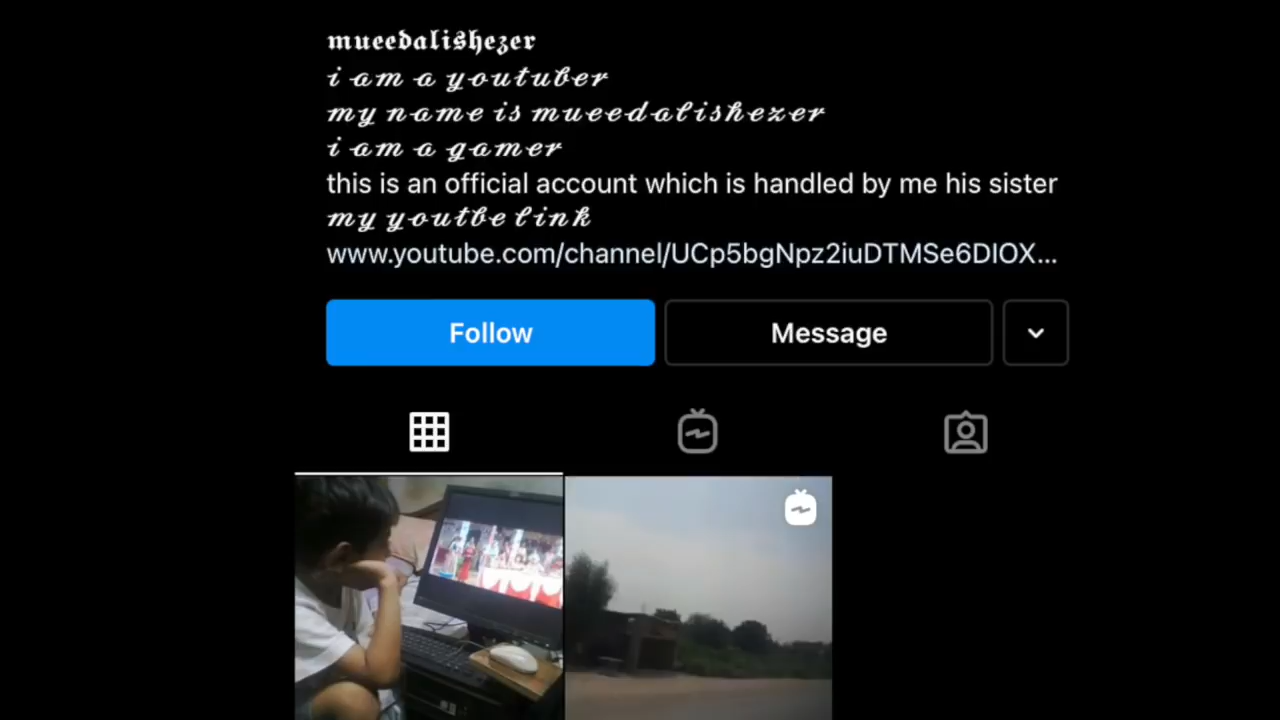 mueedalishezer
i am a youtuber
my name is mueedalishezer
i am a gamer
this is an official account which is handled by me his sister
my youtbe link
www.youtube.com/channel/UCp5bgNpz2iuDTMSe6DIOX...
Follow
Message